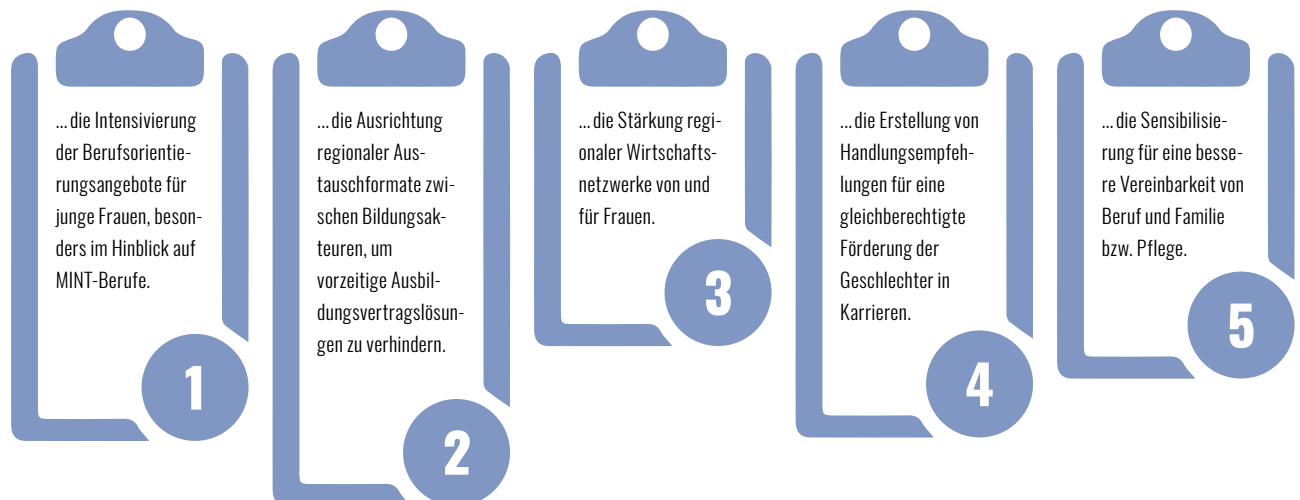 ... die Intensivierung
der Berufsorientie-
rungsangebote für
junge Frauen, beson-
ders im Hinblick auf
MINT-Berufe.
1
... die Ausrichtung
regionaler Aus-
tauschformate zwi-
schen Bildungsak-
teuren, um
vorzeitige Ausbil-
dungsvertragslösun-
gen zu verhindern.
2
... die Stärkung regi-
onaler Wirtschafts-
netzwerke von und
für Frauen.
3
... die Erstellung von
Handlungsempfeh-
lungen für eine
gleichberechtigte
Förderung der
Geschlechter in
Karrieren.
4
... die Sensibilisie-
rung für eine besse-
re Vereinbarkeit von
Beruf und Familie
bzw. Pflege.
5